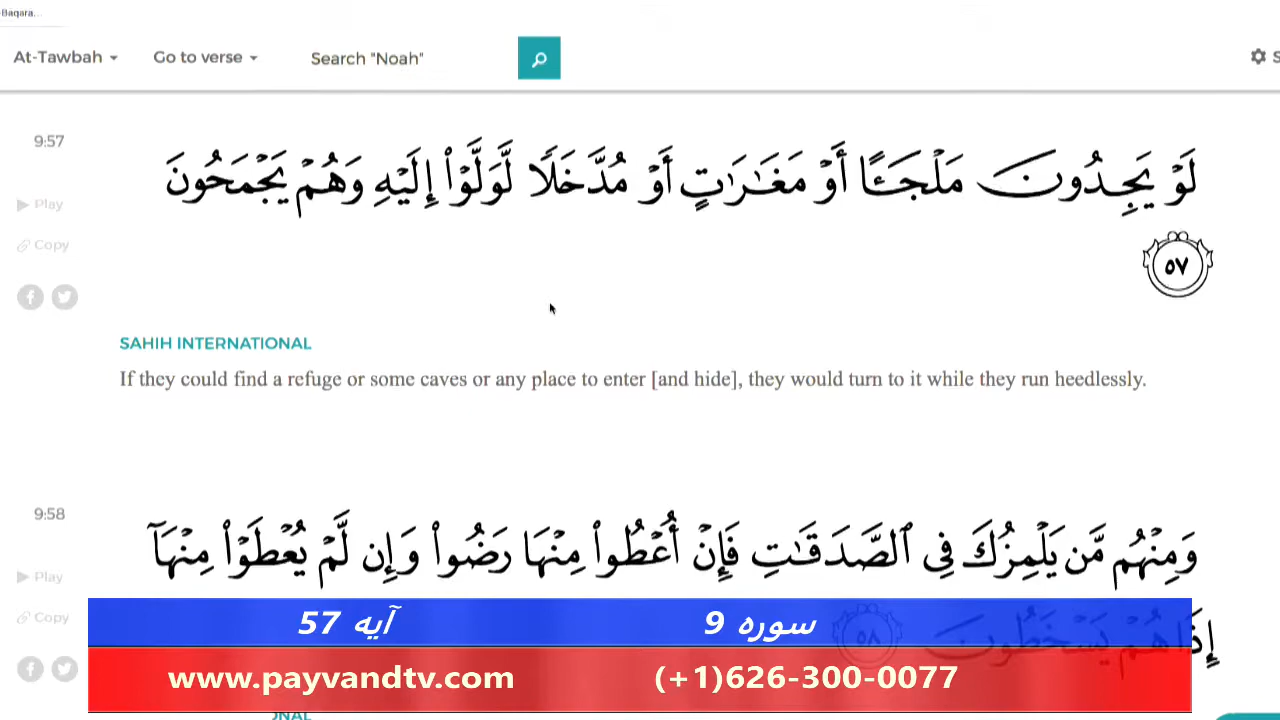 Baqara...
At-Tawbah Go to verse Search "Noah" S
9:57
لَوْ يَجِدُونَ مَلْجَـًٔا أَوْ مَغَـٰرَٰتٍ أَوْ مُدَّخَلًا لَّوَلَّوْا۟ إِلَيْهِ وَهُمْ يَجْمَحُونَ
٥٧
Play
Copy
SAHIH INTERNATIONAL
If they could find a refuge or some caves or any place to enter [and hide], they would turn to it while they run heedlessly.
9:58
وَمِنْهُم مَّن يَلْمِزُكَ فِى ٱلصَّدَقَـٰتِ فَإِنْ أُعْطُوا۟ مِنْهَا رَضُوا۟ وَإِن لَّمْ يُعْطَوْا۟ مِنْهَآ
إِذَا هُمْ يَسْخَطُونَ ٥٨
Play
Copy
سوره 9 آیه 57
www.payvandtv.com (+1)626-300-0077